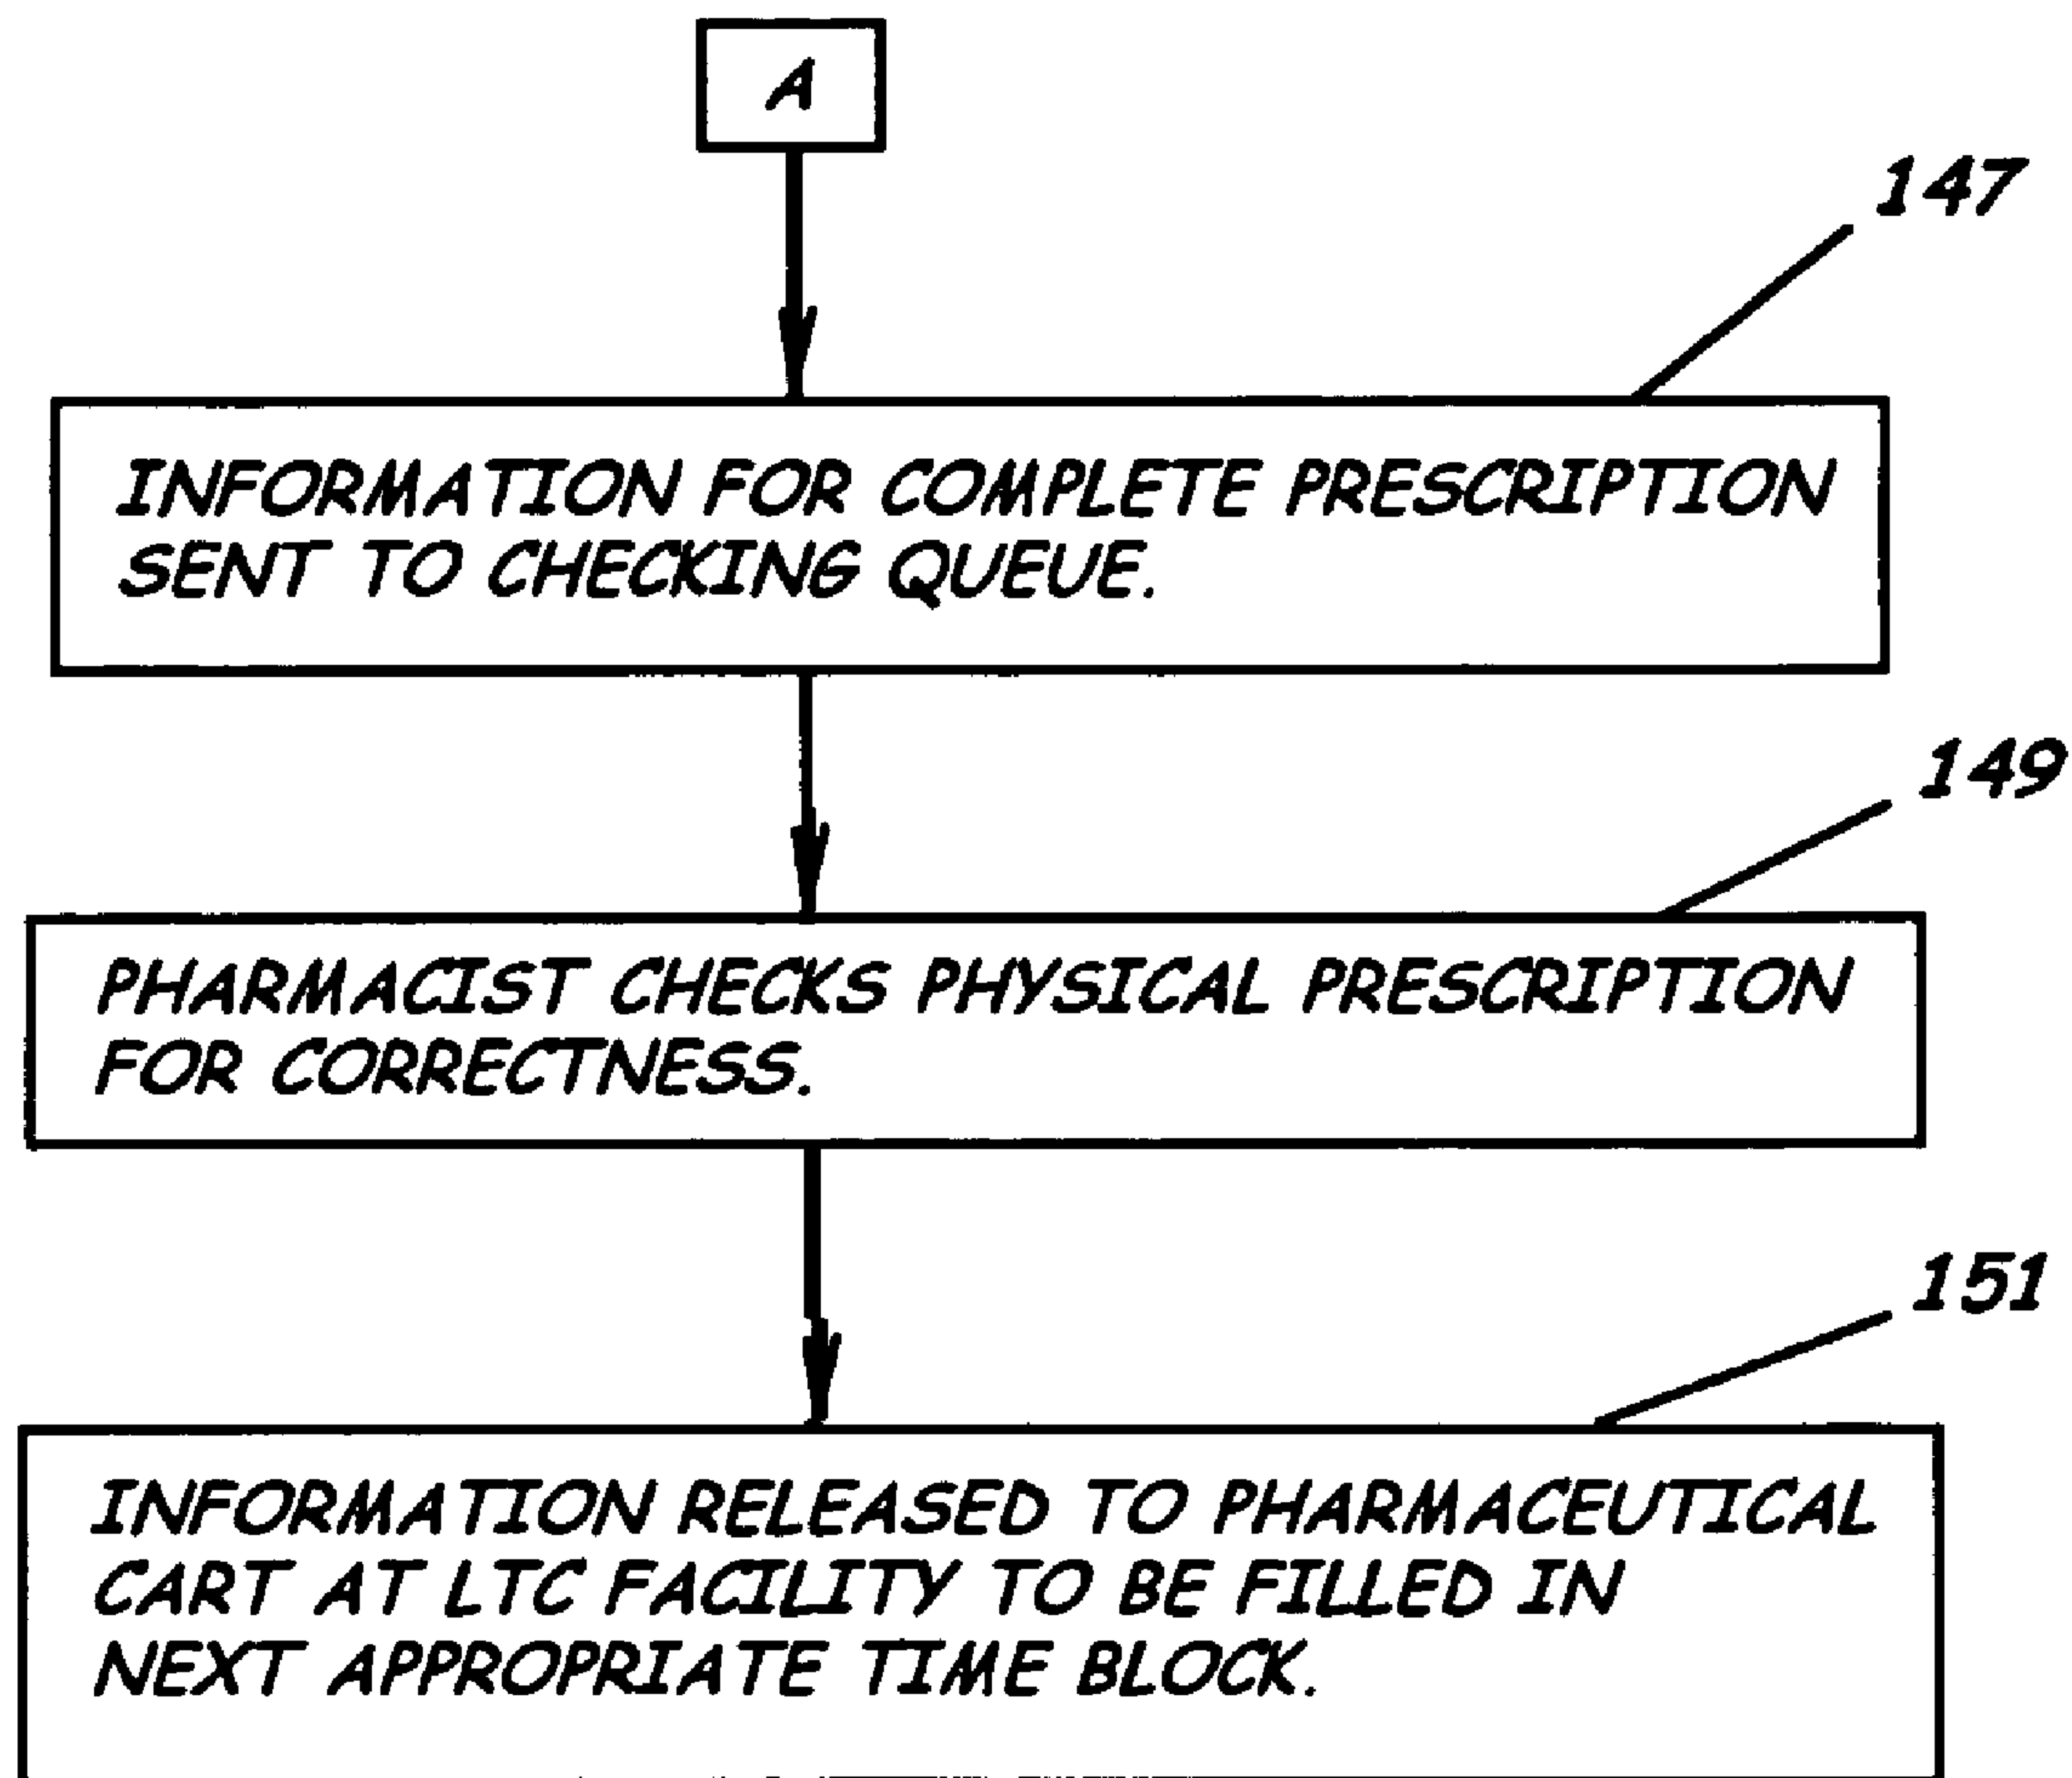 A
147
INFORMATION FOR COMPLETE PRESCRIPTION
SENT TO CHECKING QUEUE.
149
PHARMACIST CHECKS PHYSICAL PRESCRIPTION
FOR CORRECTNESS.
151
INFORMATION RELEASED TO PHARMACEUTICAL
CART AT LTC FACILITY TO BE FILLED IN
NEXT APPROPRIATE TIME BLOCK.